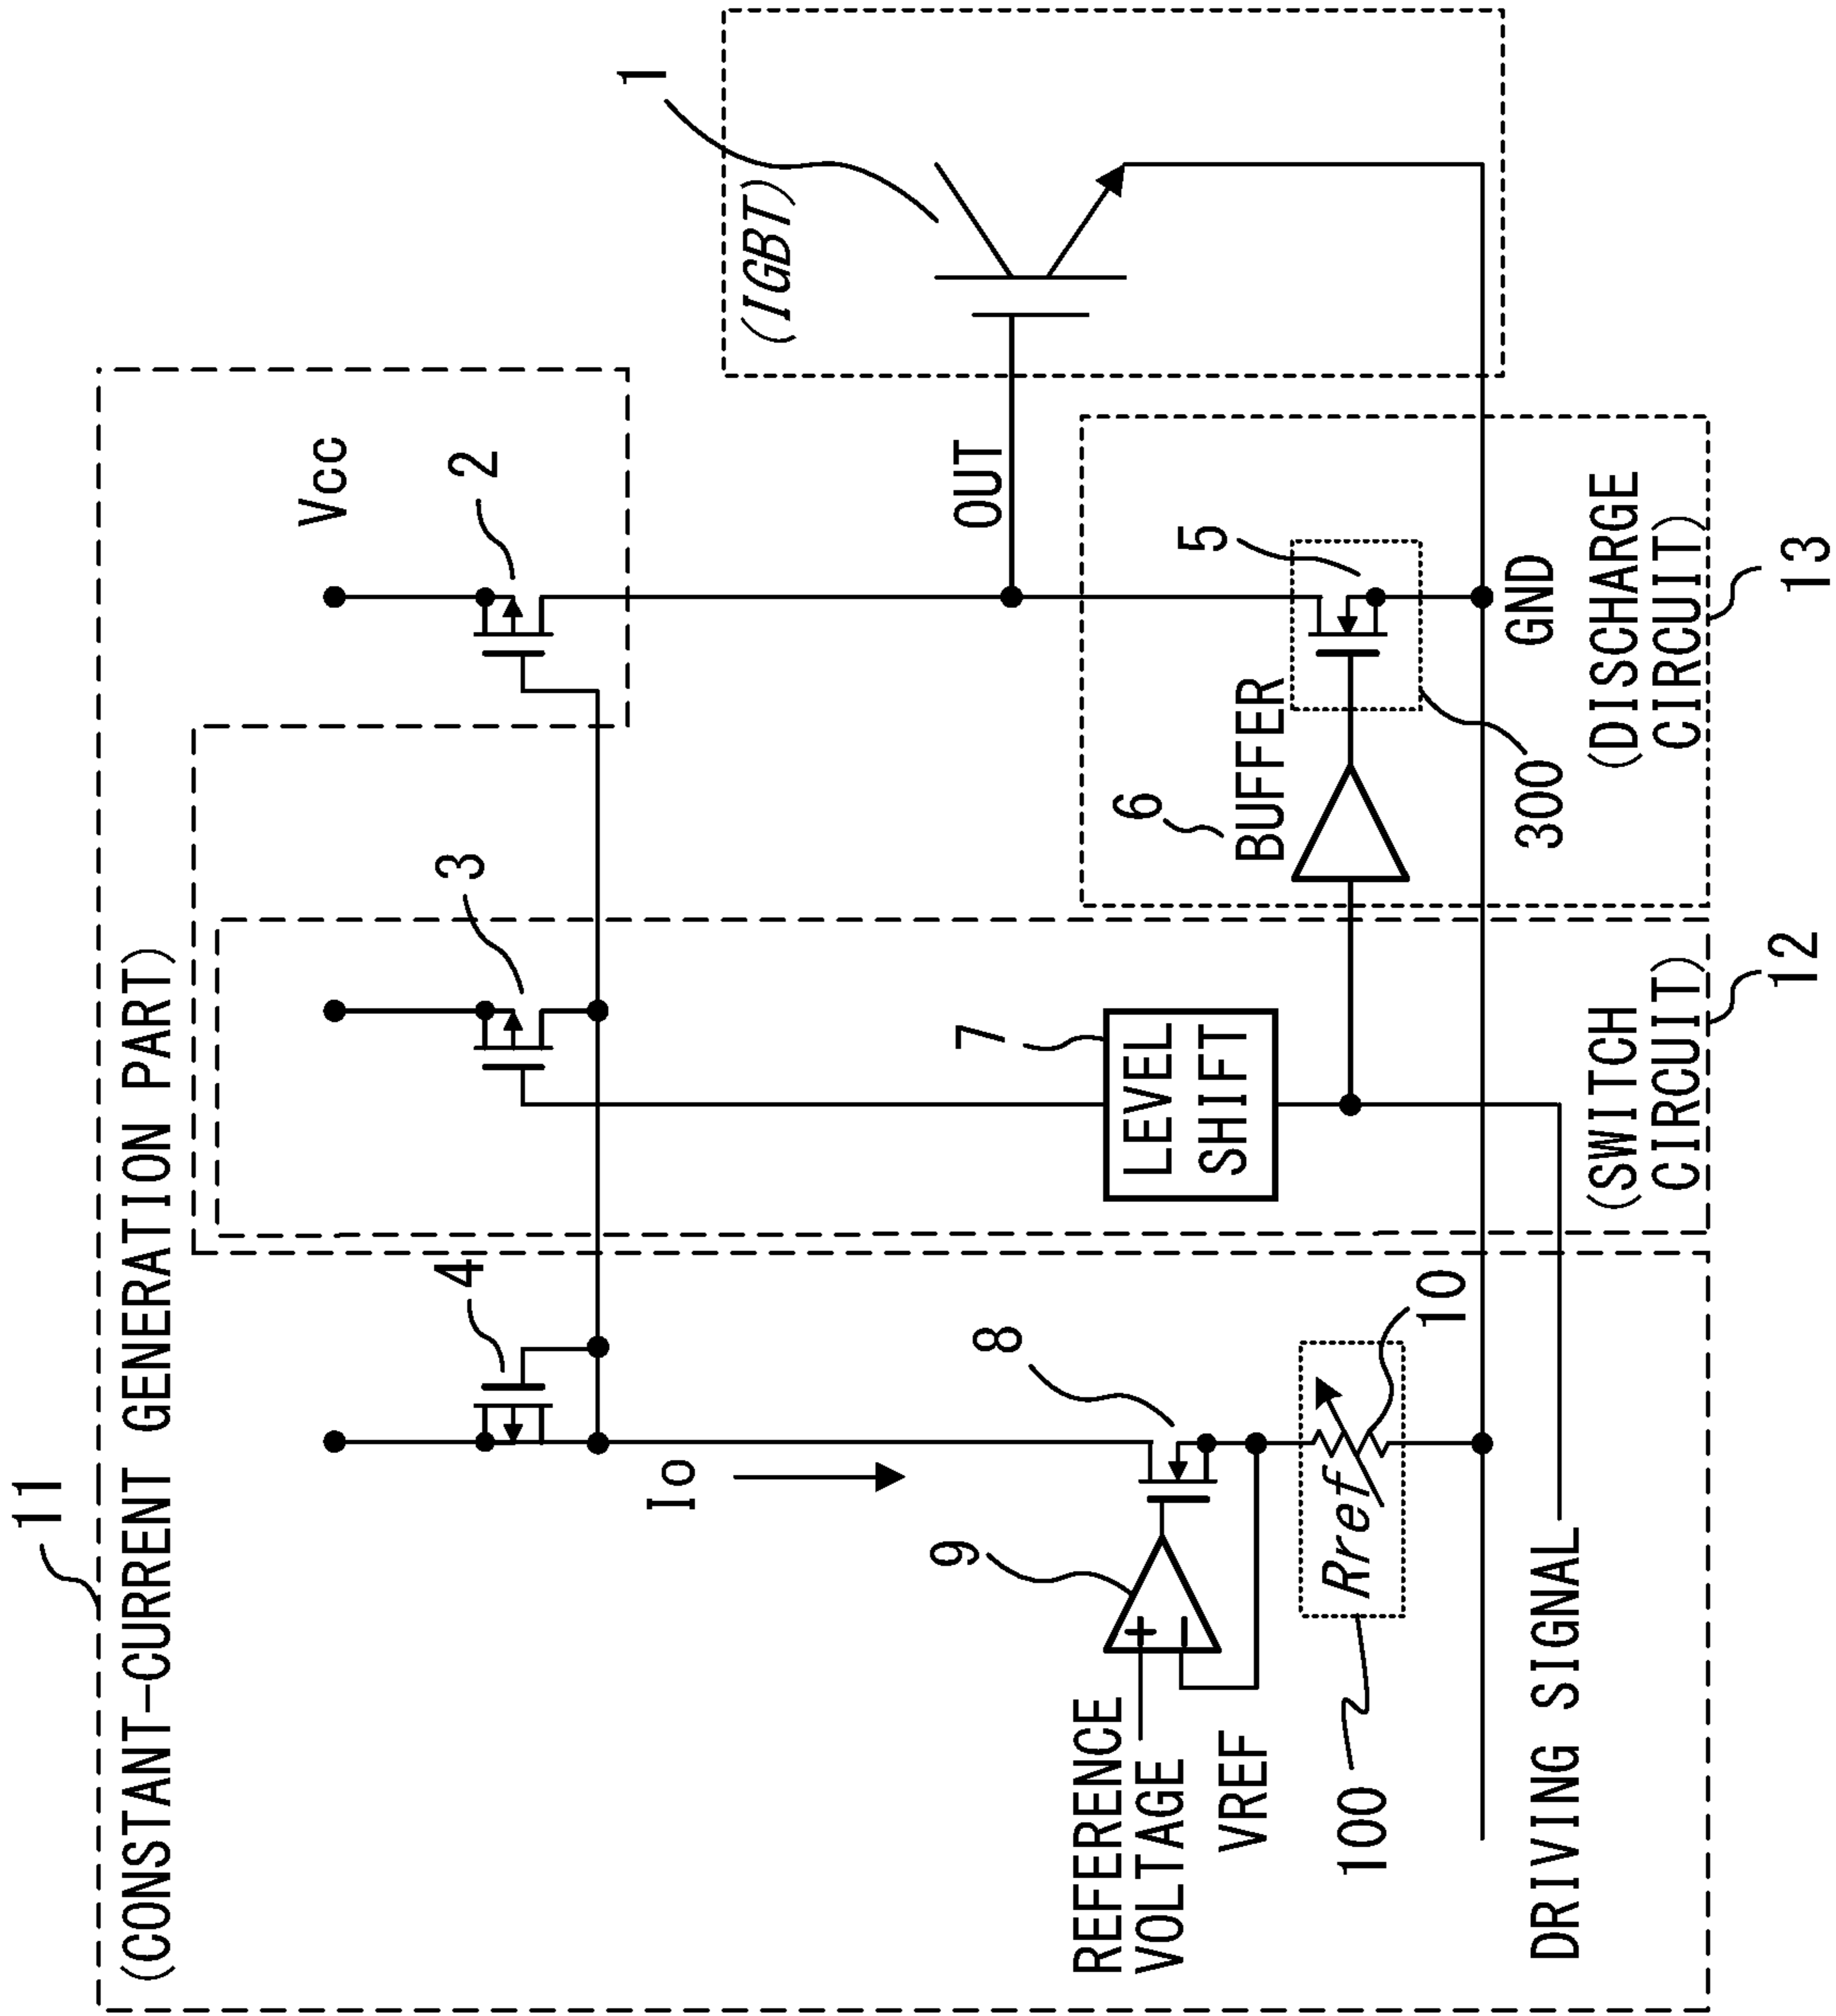 11
(CONSTANT-CURRENT GENERATION PART)
Vcc
4
3
2
1
(IGBT)
Io
OUT
9
8
7
LEVEL
SHIFT
6
BUFFER
5
REFERENCE
VOLTAGE
VREF
Rref
10
100
300
GND
DRIVING SIGNAL
(SWITCH
CIRCUIT)
12
(DISCHARGE
CIRCUIT)
13
+
−